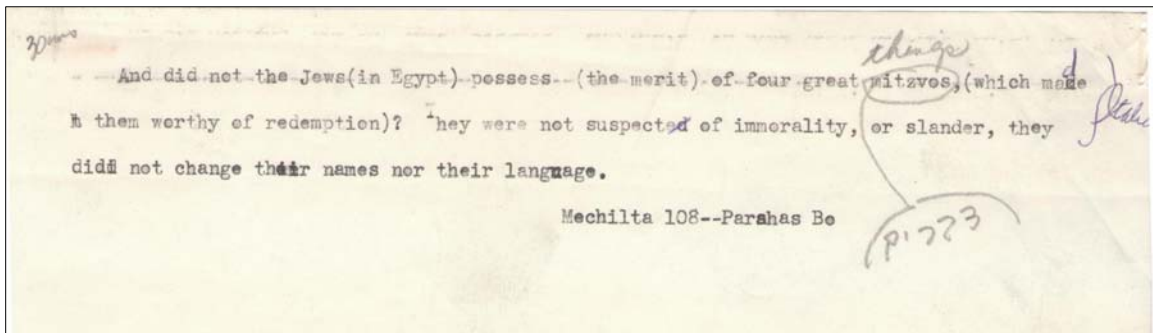 things
And did not the Jews(in Egypt) possess--(the merit) of four great mitzvos,(which made
them worthy of redemption)? They were not suspected of immorality, or slander, they
did not change their names nor their language.
Mechilta 108--Parahas Bo